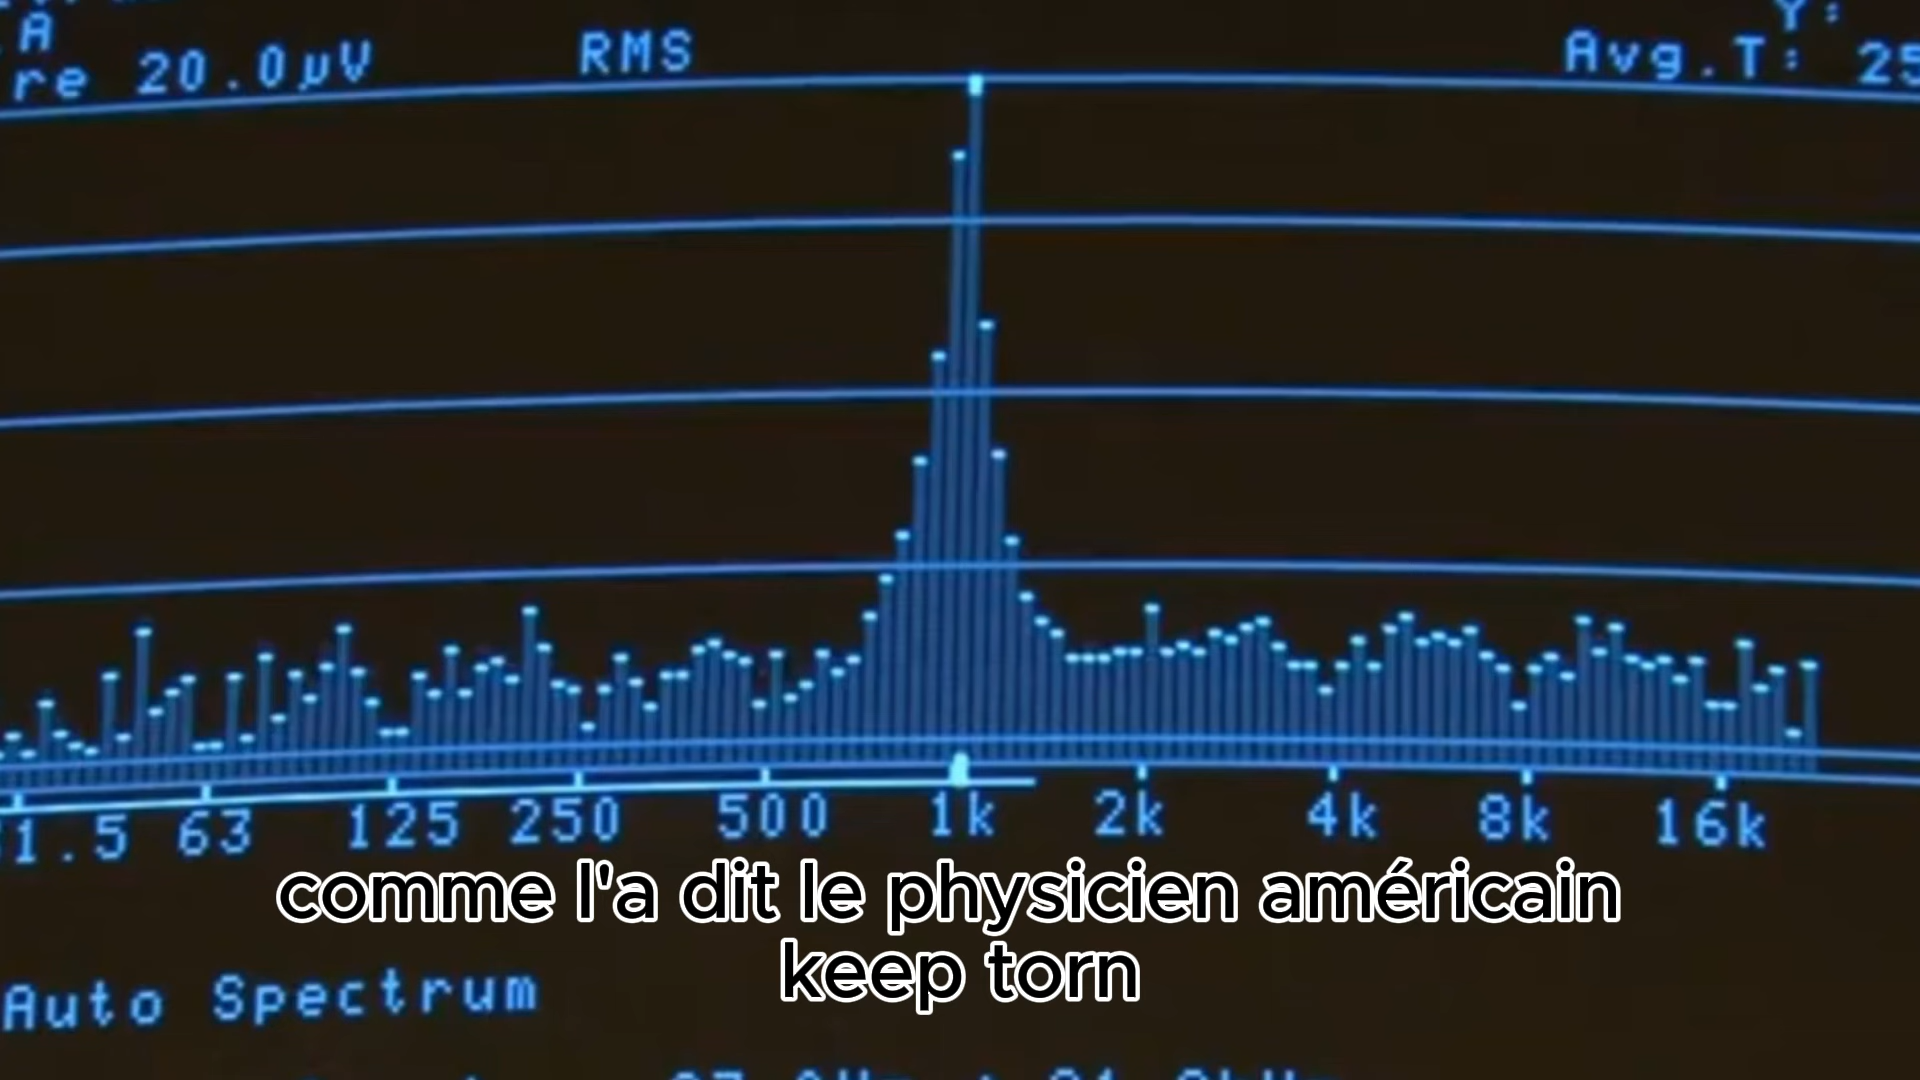 A
Y:
re 20.0µV RMS Avg.T: 25
1.5 63 125 250 500 1k 2k 4k 8k 16k
comme l'a dit le physicien américain
keep torn
Auto Spectrum